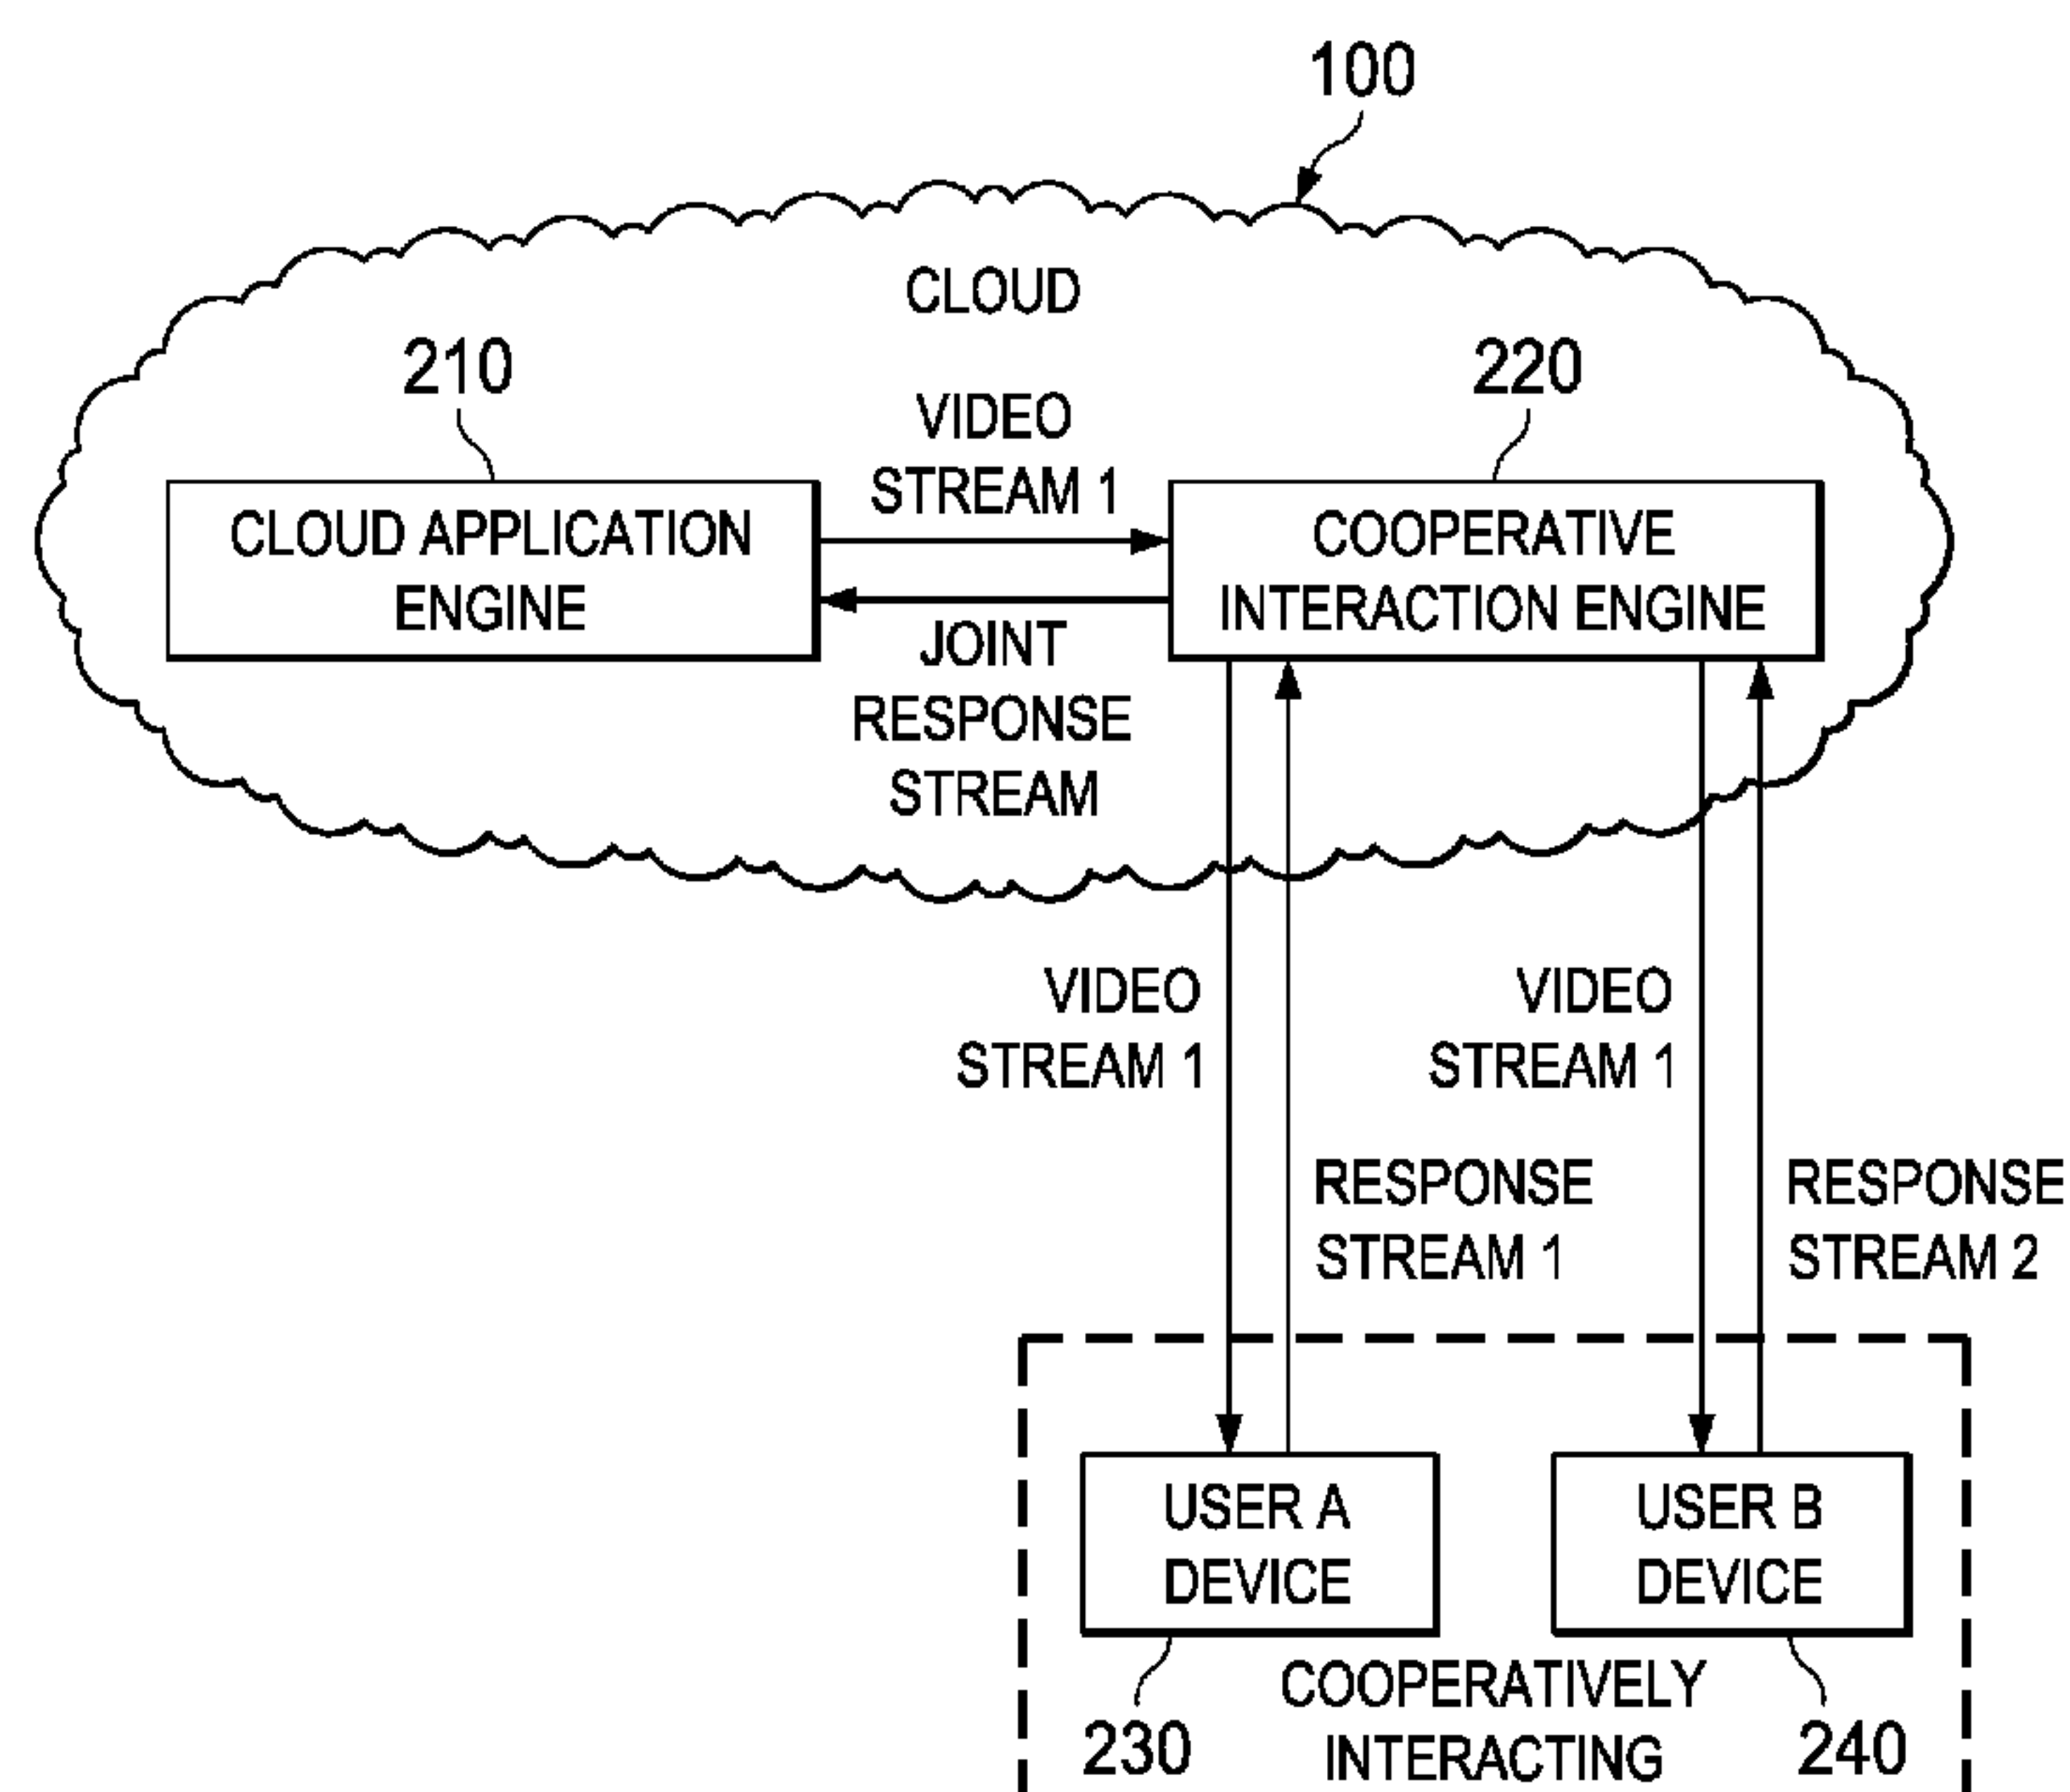 100
CLOUD
210
220
VIDEO
STREAM 1
CLOUD APPLICATION
ENGINE
COOPERATIVE
INTERACTION ENGINE
JOINT
RESPONSE
STREAM
VIDEO
STREAM 1
VIDEO
STREAM 1
RESPONSE
STREAM 1
RESPONSE
STREAM 2
USER A
DEVICE
USER B
DEVICE
230
COOPERATIVELY
INTERACTING
240